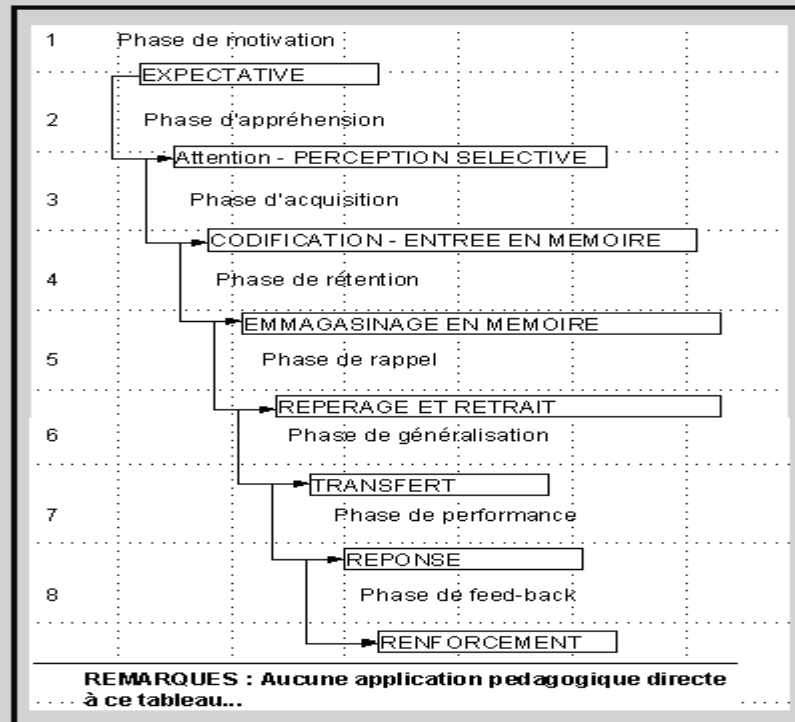 1 Phase de motivation
EXPECTATIVE
2 Phase d'appréhension
Attention - PERCEPTION SELECTIVE
3 Phase d'acquisition
CODIFICATION - ENTREE EN MEMOIRE
4 Phase de rétention
EMMAGASINAGE EN MEMOIRE
5 Phase de rappel
REPERAGE ET RETRAIT
6 Phase de généralisation
TRANSFERT
7 Phase de performance
REPONSE
8 Phase de feed-back
RENFORCEMENT
REMARQUES : Aucune application pedagogique directe
à ce tableau...